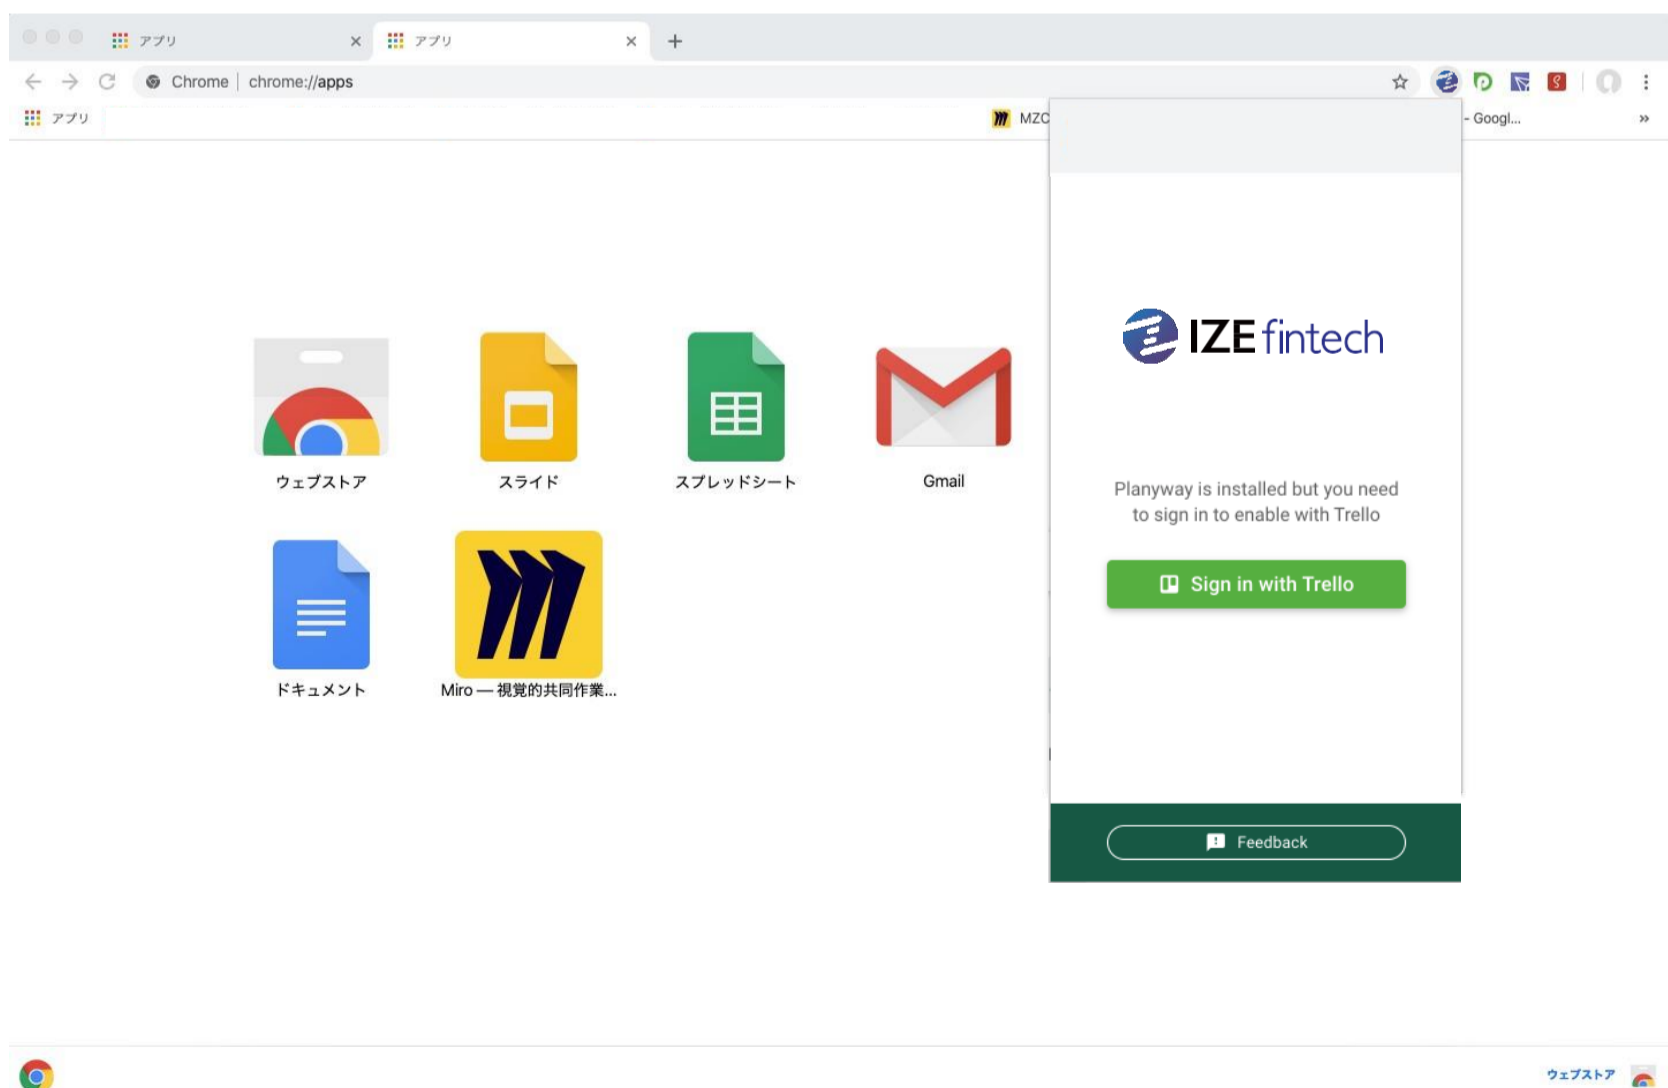 アプリ
アプリ
Chrome
chrome://apps
アプリ
MZC
- Googl...
IZE fintech
ウェブストア
スライド
スプレッドシート
Gmail
Planyway is installed but you need
to sign in to enable with Trello
Sign in with Trello
ドキュメント
Miro — 視覚的共同作業...
Feedback
ウェブストア